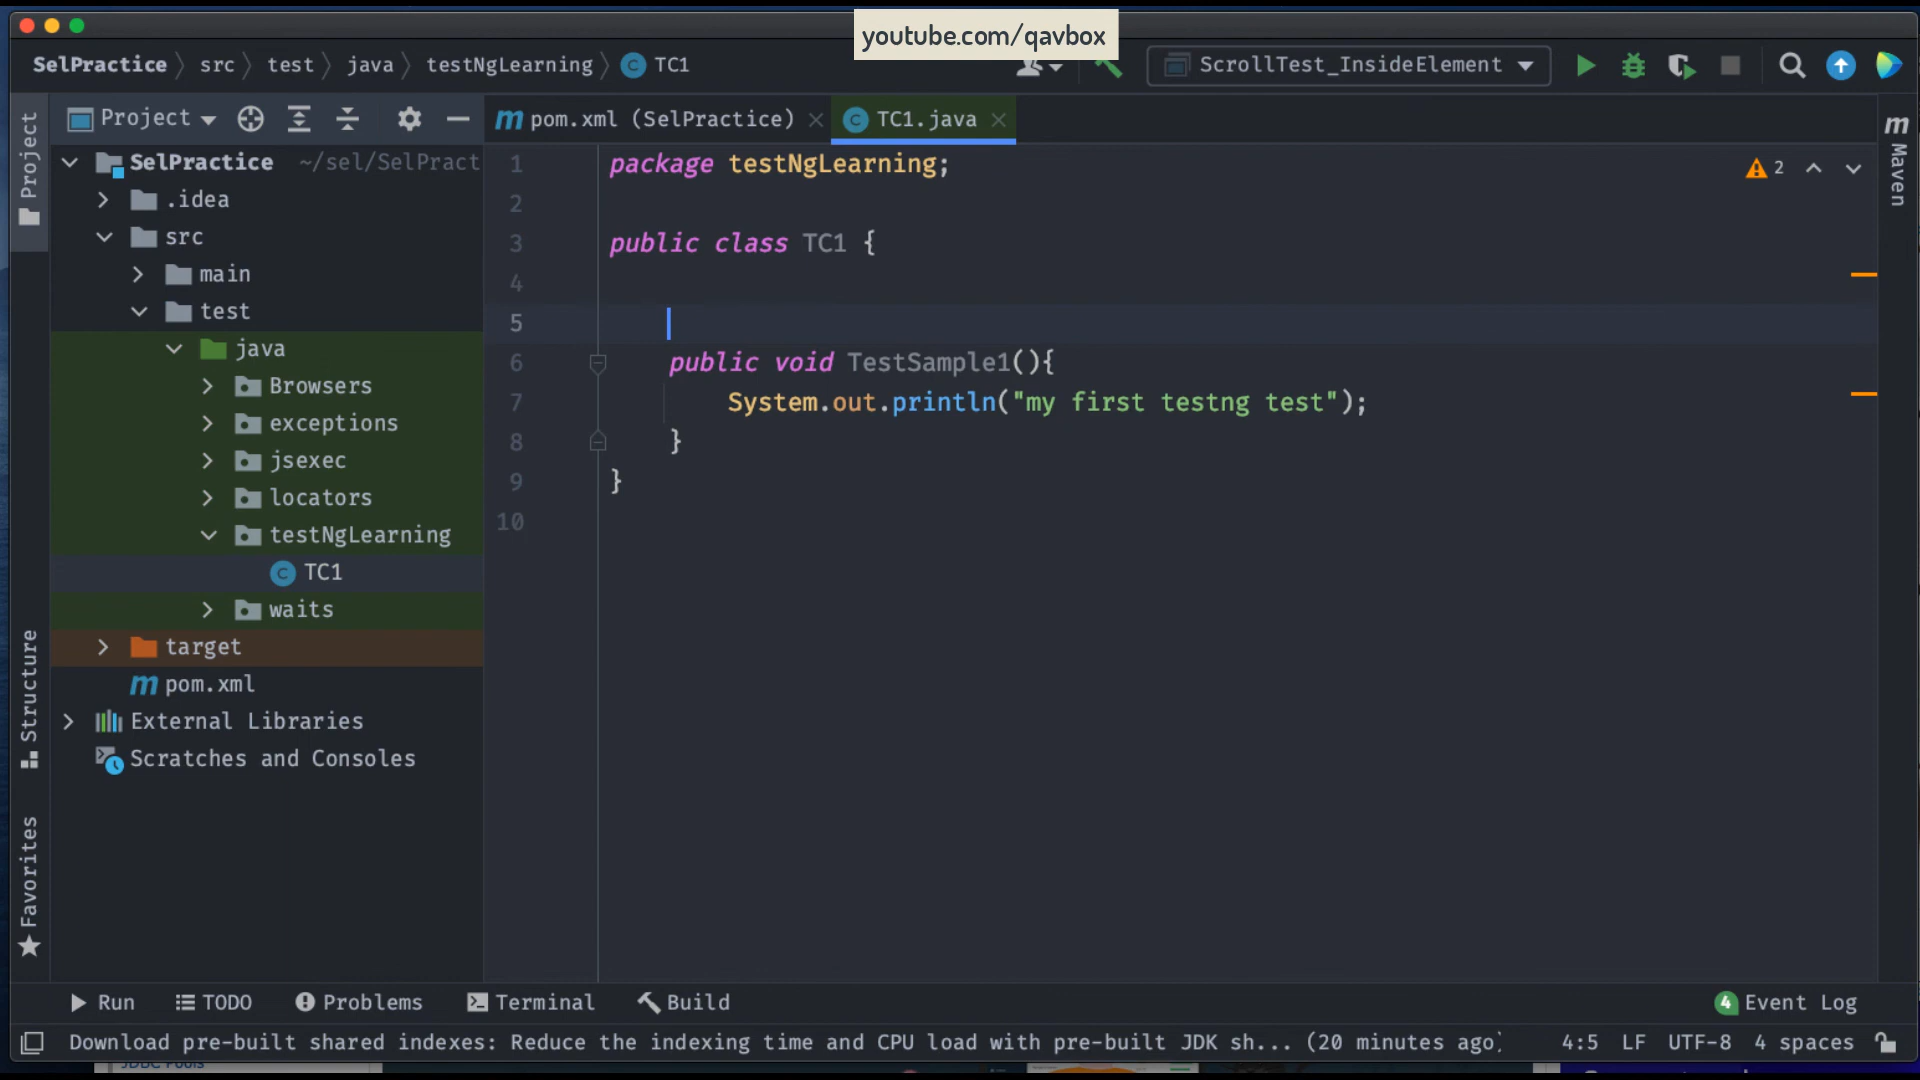 youtube.com/qavbox
SelPractice src test java testNgLearning TC1
ScrollTest_InsideElement
Project
pom.xml (SelPractice)
TC1.java
Project
Structure
Favorites
SelPractice ~/sel/SelPract
.idea
src
main
test
java
Browsers
exceptions
jsexec
locators
testNgLearning
TC1
waits
target
pom.xml
External Libraries
Scratches and Consoles
1 package testNgLearning;
2
3 public class TC1 {
4
5
6 public void TestSample1(){
7 System.out.println("my first testng test");
8 }
9 }
10
2
Maven
Run TODO Problems Terminal Build
4 Event Log
Download pre-built shared indexes: Reduce the indexing time and CPU load with pre-built JDK sh... (20 minutes ago)
4:5 LF UTF-8 4 spaces
JDBC Pools